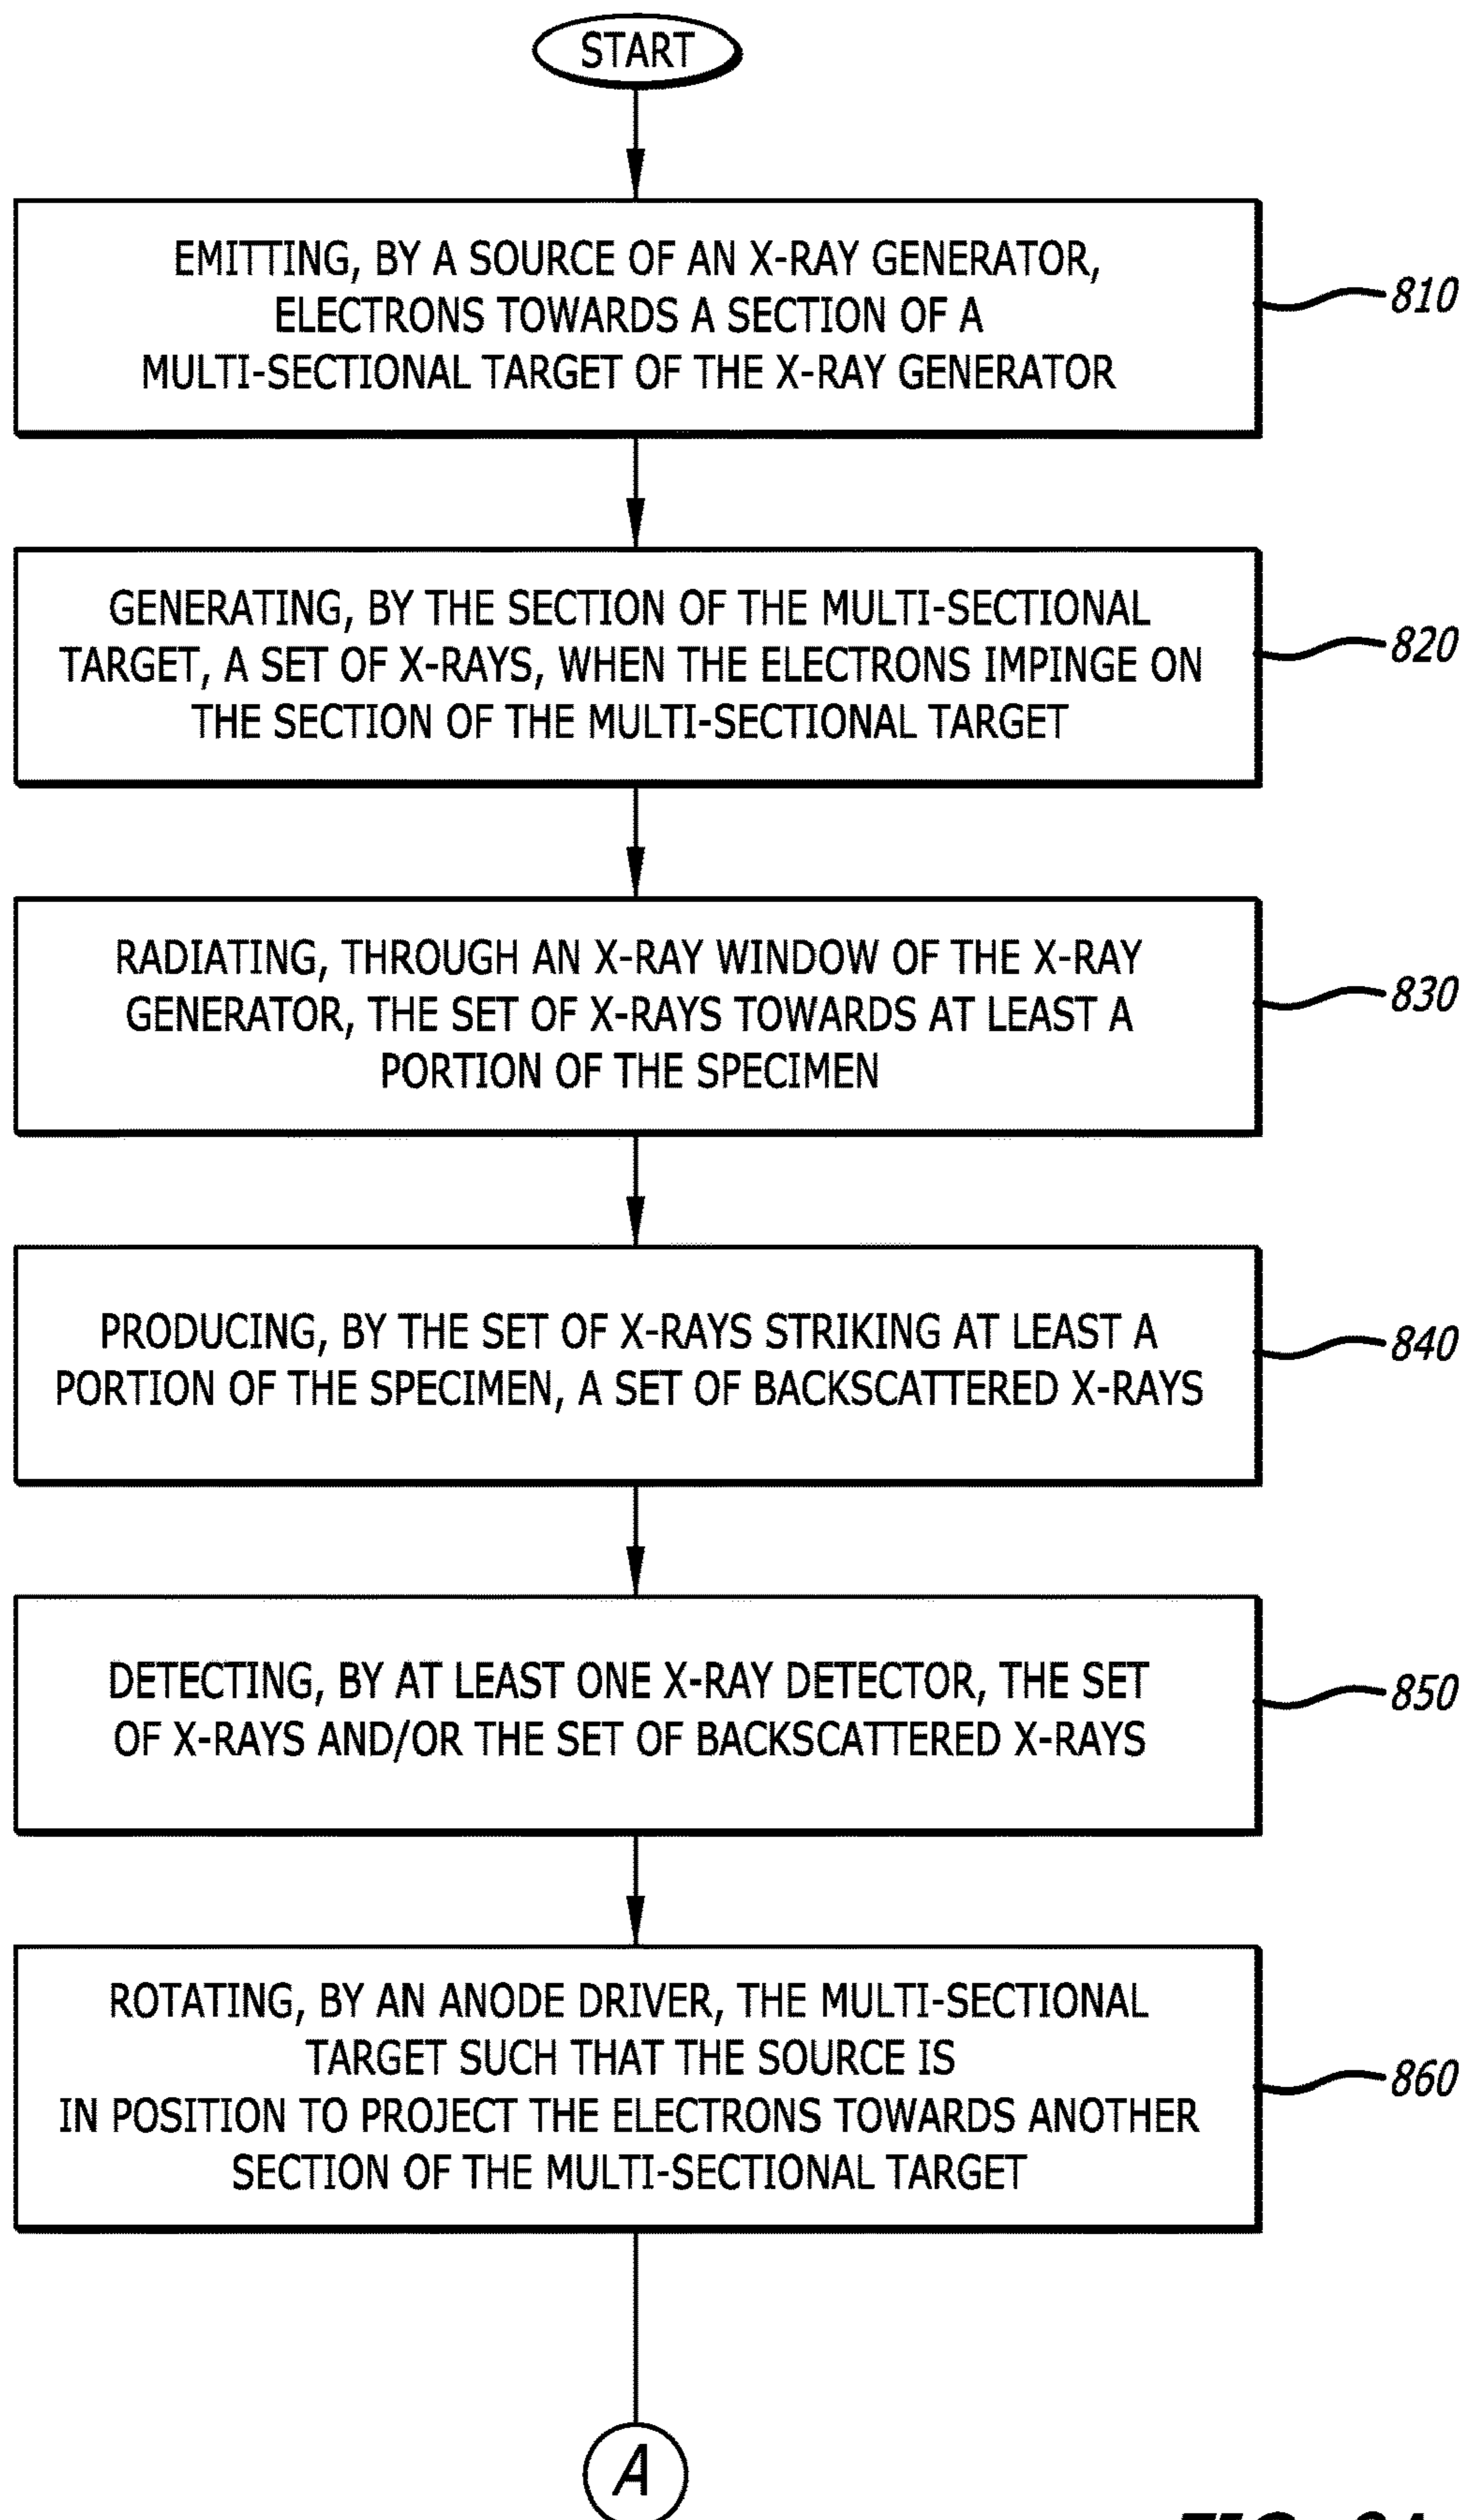 START
EMITTING, BY A SOURCE OF AN X-RAY GENERATOR,
ELECTRONS TOWARDS A SECTION OF A
MULTI-SECTIONAL TARGET OF THE X-RAY GENERATOR
810
GENERATING, BY THE SECTION OF THE MULTI-SECTIONAL
TARGET, A SET OF X-RAYS, WHEN THE ELECTRONS IMPINGE ON
THE SECTION OF THE MULTI-SECTIONAL TARGET
820
RADIATING, THROUGH AN X-RAY WINDOW OF THE X-RAY
GENERATOR, THE SET OF X-RAYS TOWARDS AT LEAST A
PORTION OF THE SPECIMEN
830
PRODUCING, BY THE SET OF X-RAYS STRIKING AT LEAST A
PORTION OF THE SPECIMEN, A SET OF BACKSCATTERED X-RAYS
840
DETECTING, BY AT LEAST ONE X-RAY DETECTOR, THE SET
OF X-RAYS AND/OR THE SET OF BACKSCATTERED X-RAYS
850
ROTATING, BY AN ANODE DRIVER, THE MULTI-SECTIONAL
TARGET SUCH THAT THE SOURCE IS
IN POSITION TO PROJECT THE ELECTRONS TOWARDS ANOTHER
SECTION OF THE MULTI-SECTIONAL TARGET
860
A